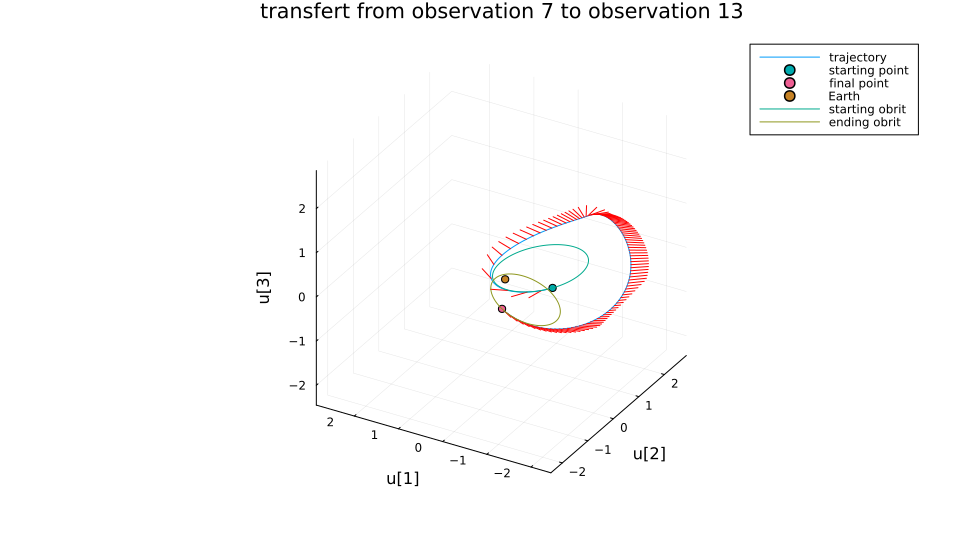 transfert from observation 7 to observation 13
trajectory
starting point
final point
Earth
starting obrit
ending obrit
u[3]
2
1
0
−1
−2
2
1
0
−1
−2
u[1]
−2
−1
0
1
2
u[2]